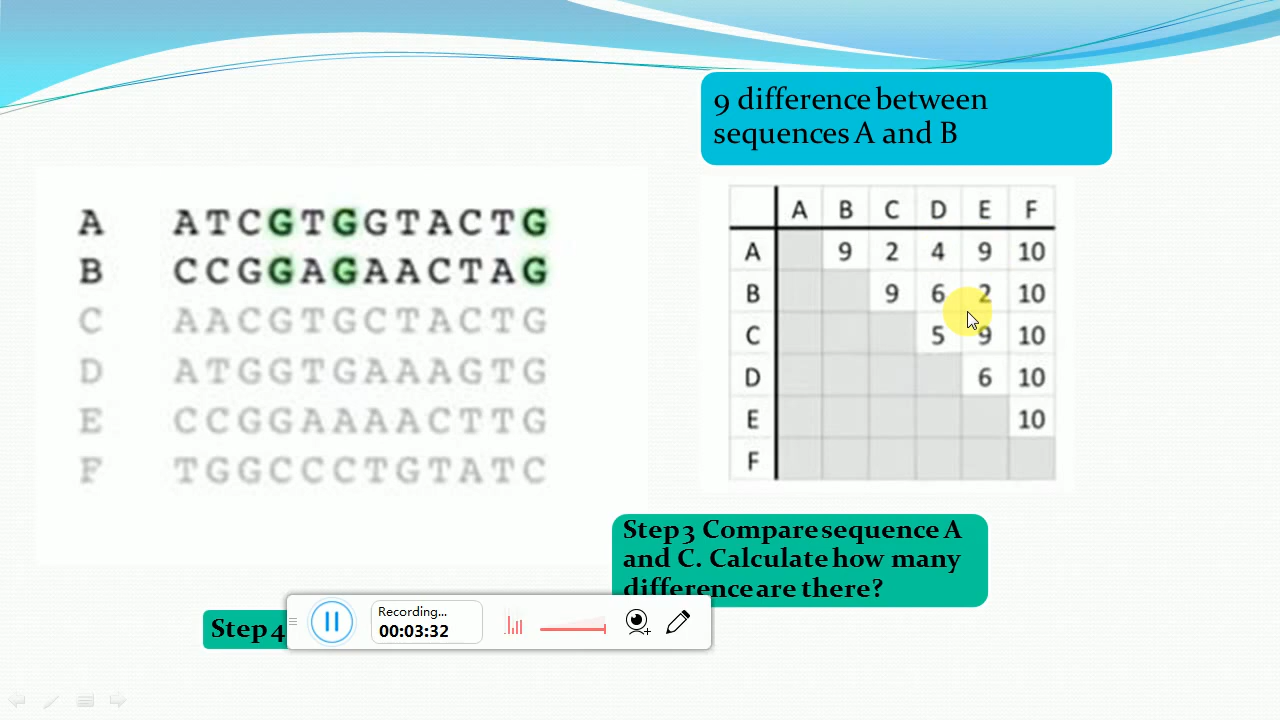 9 difference between
sequences A and B
A ATCGTGGTACTG
B CCGGAGAACTAG
C AACGTGCTACTG
D ATGGTGAAAGTG
E CCGGAAAACTTG
F TGGCCCTGTATC
A B C D E F
A 9 2 4 9 10
B 9 6 2 10
C 5 9 10
D 6 10
E 10
F
Step 3 Compare sequence A
and C. Calculate how many
difference are there?
Step 4
Recording...
00:03:32